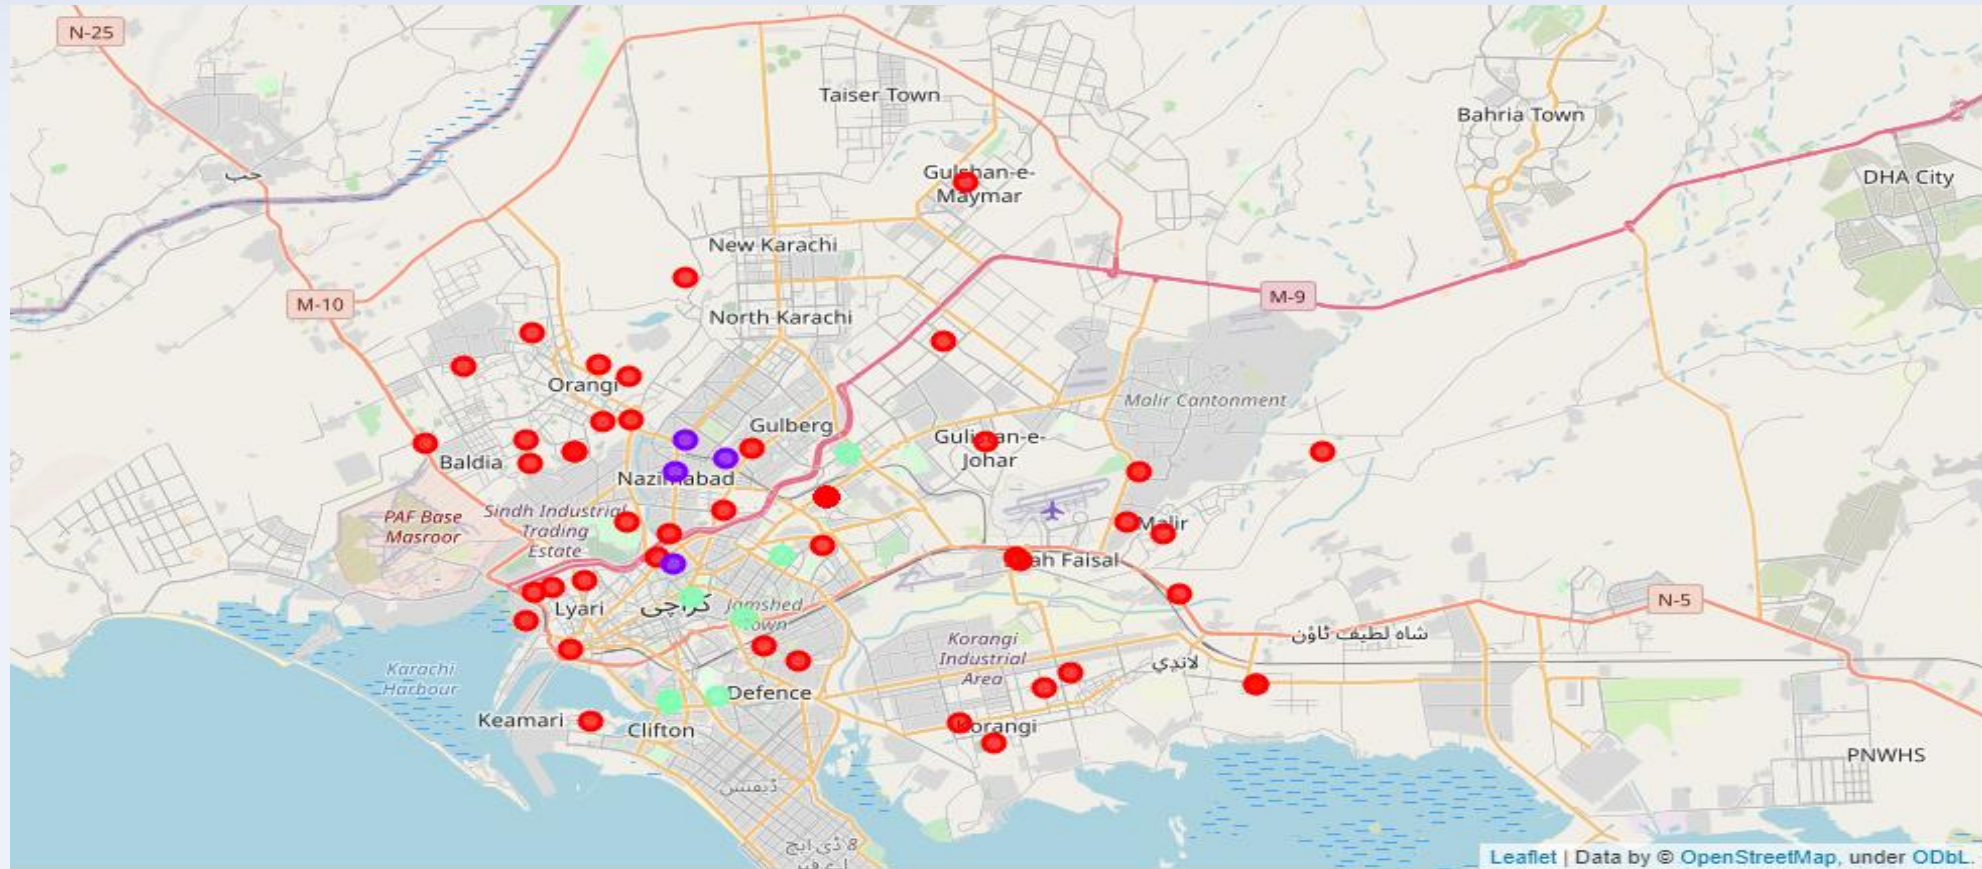 N-25
Taiser Town
Bahria Town
حب
Gulshan-e-
Maymar
DHA City
New Karachi
M-10
M-9
North Karachi
Orangi
Malir Cantonment
Gulberg
Gulistan-e-
Johar
Baldia
Nazimabad
PAF Base
Masroor
Sindh Industrial
Trading
Estate
Malir
Shah Faisal
N-5
Lyari
کراچی
Jamshed
Town
شاہ لطیف ٹاؤن
Korangi
Industrial
Area
لانڈی
Karachi
Harbour
Defence
Keamari
Clifton
Korangi
PNWHS
ڈیفنس
Leaflet | Data by © OpenStreetMap, under ODbL.